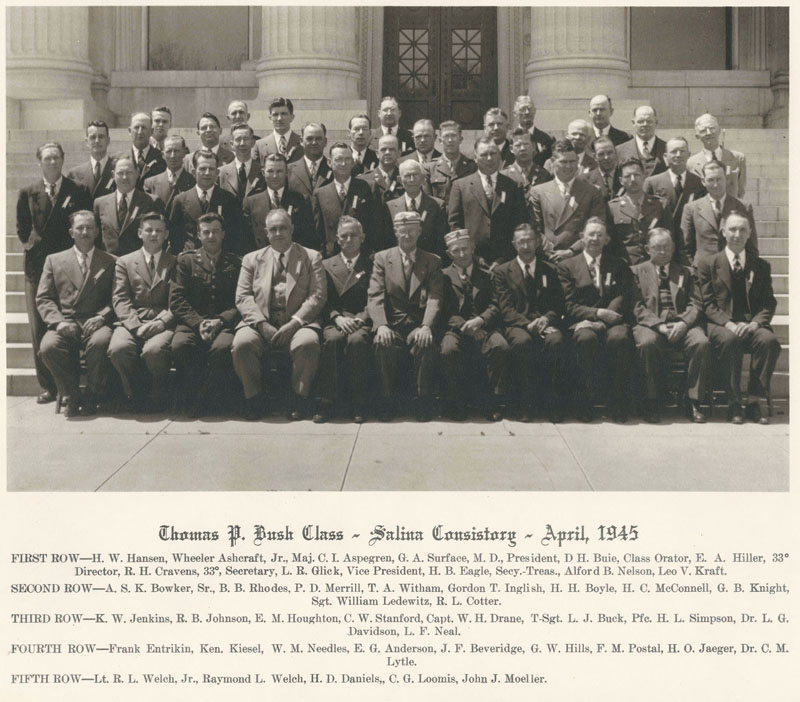 Thomas P. Bush Class ~ Salina Consistory ~ April, 1945
FIRST ROW—H. W. Hansen, Wheeler Ashcraft, Jr., Maj. C. I. Aspegren, G. A. Surface, M. D., President, D H. Buie, Class Orator, E. A. Hiller, 33°
Director, R. H. Cravens, 33°, Secretary, L. R. Glick, Vice President, H. B. Eagle, Secy.-Treas., Alford B. Nelson, Leo V. Kraft.
SECOND ROW—A. S. K. Bowker, Sr., B. B. Rhodes, P. D. Merrill, T. A. Witham, Gordon T. Inglish, H. H. Boyle, H. C. McConnell, G. B. Knight,
Sgt. William Ledewitz, R. L. Cotter.
THIRD ROW—K. W. Jenkins, R. B. Johnson, E. M. Houghton, C. W. Stanford, Capt. W. H. Drane, T-Sgt. L. J. Buck, Pfc. H. L. Simpson, Dr. L. G.
Davidson, L. F. Neal.
FOURTH ROW—Frank Entrikin, Ken. Kiesel, W. M. Needles, E. G. Anderson, J. F. Beveridge, G. W. Hills, F. M. Postal, H. O. Jaeger, Dr. C. M.
Lytle.
FIFTH ROW—Lt. R. L. Welch, Jr., Raymond L. Welch, H. D. Daniels,, C. G. Loomis, John J. Moeller.